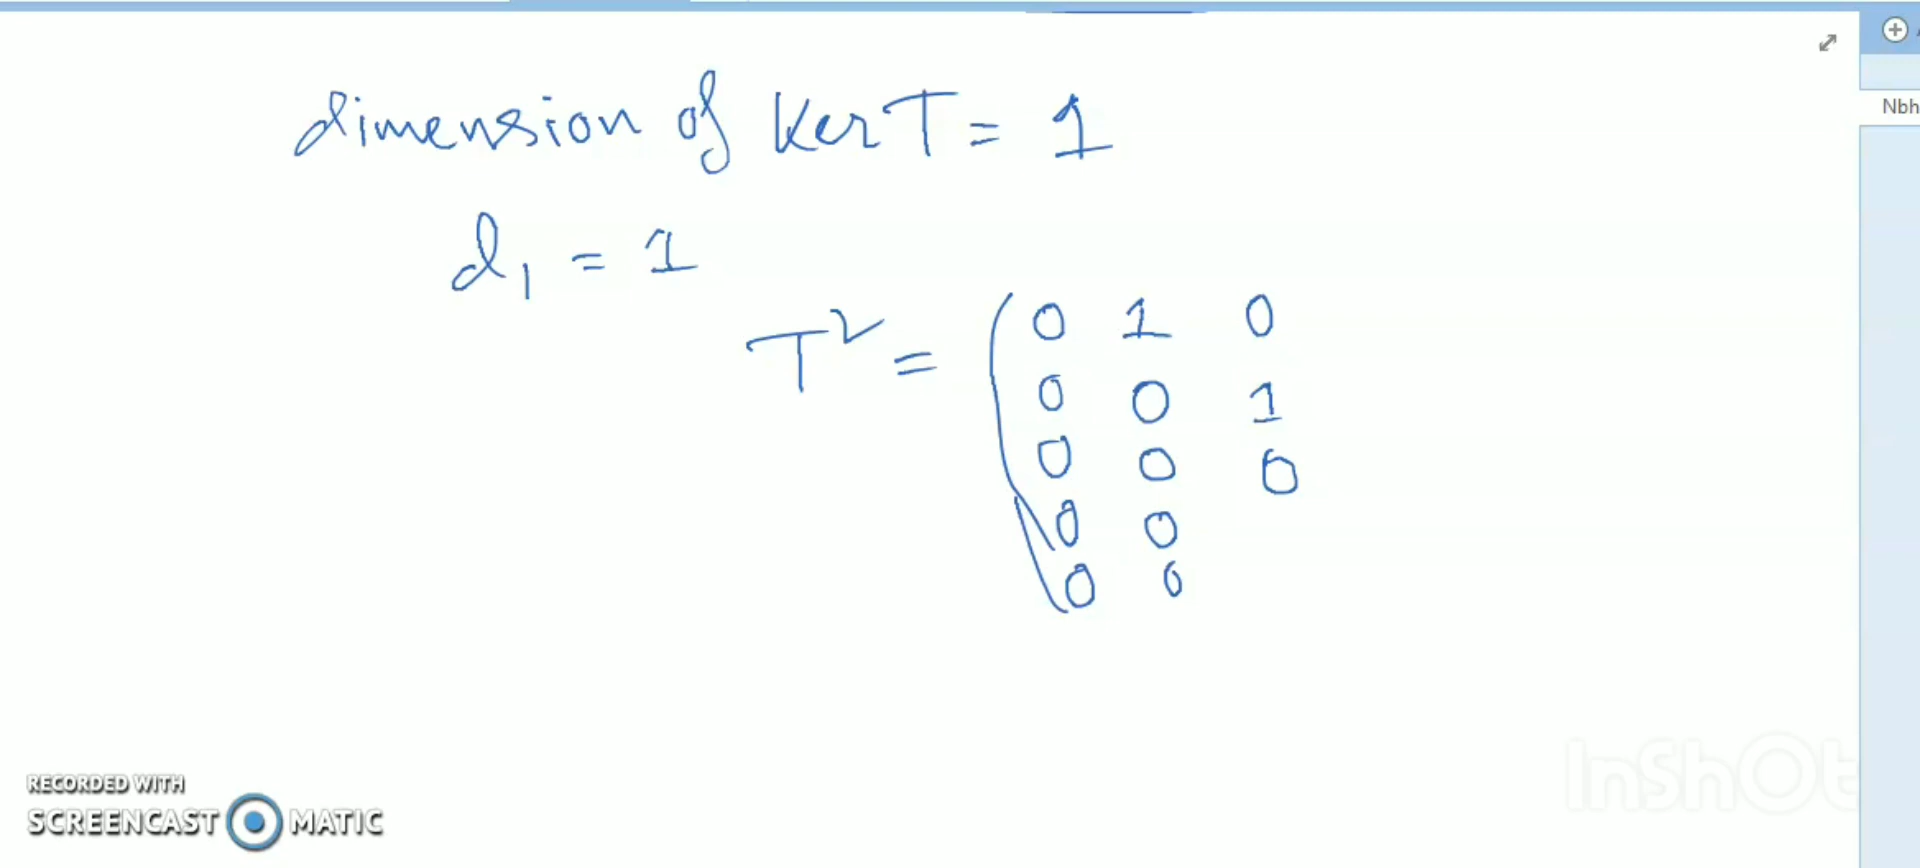 dimension of Ker T = 1
d₁ = 1
T² = ( 0 1 0
0 0 1
0 0 0
0 0
0 0
Nbh
RECORDED WITH
SCREENCAST MATIC
InShOt